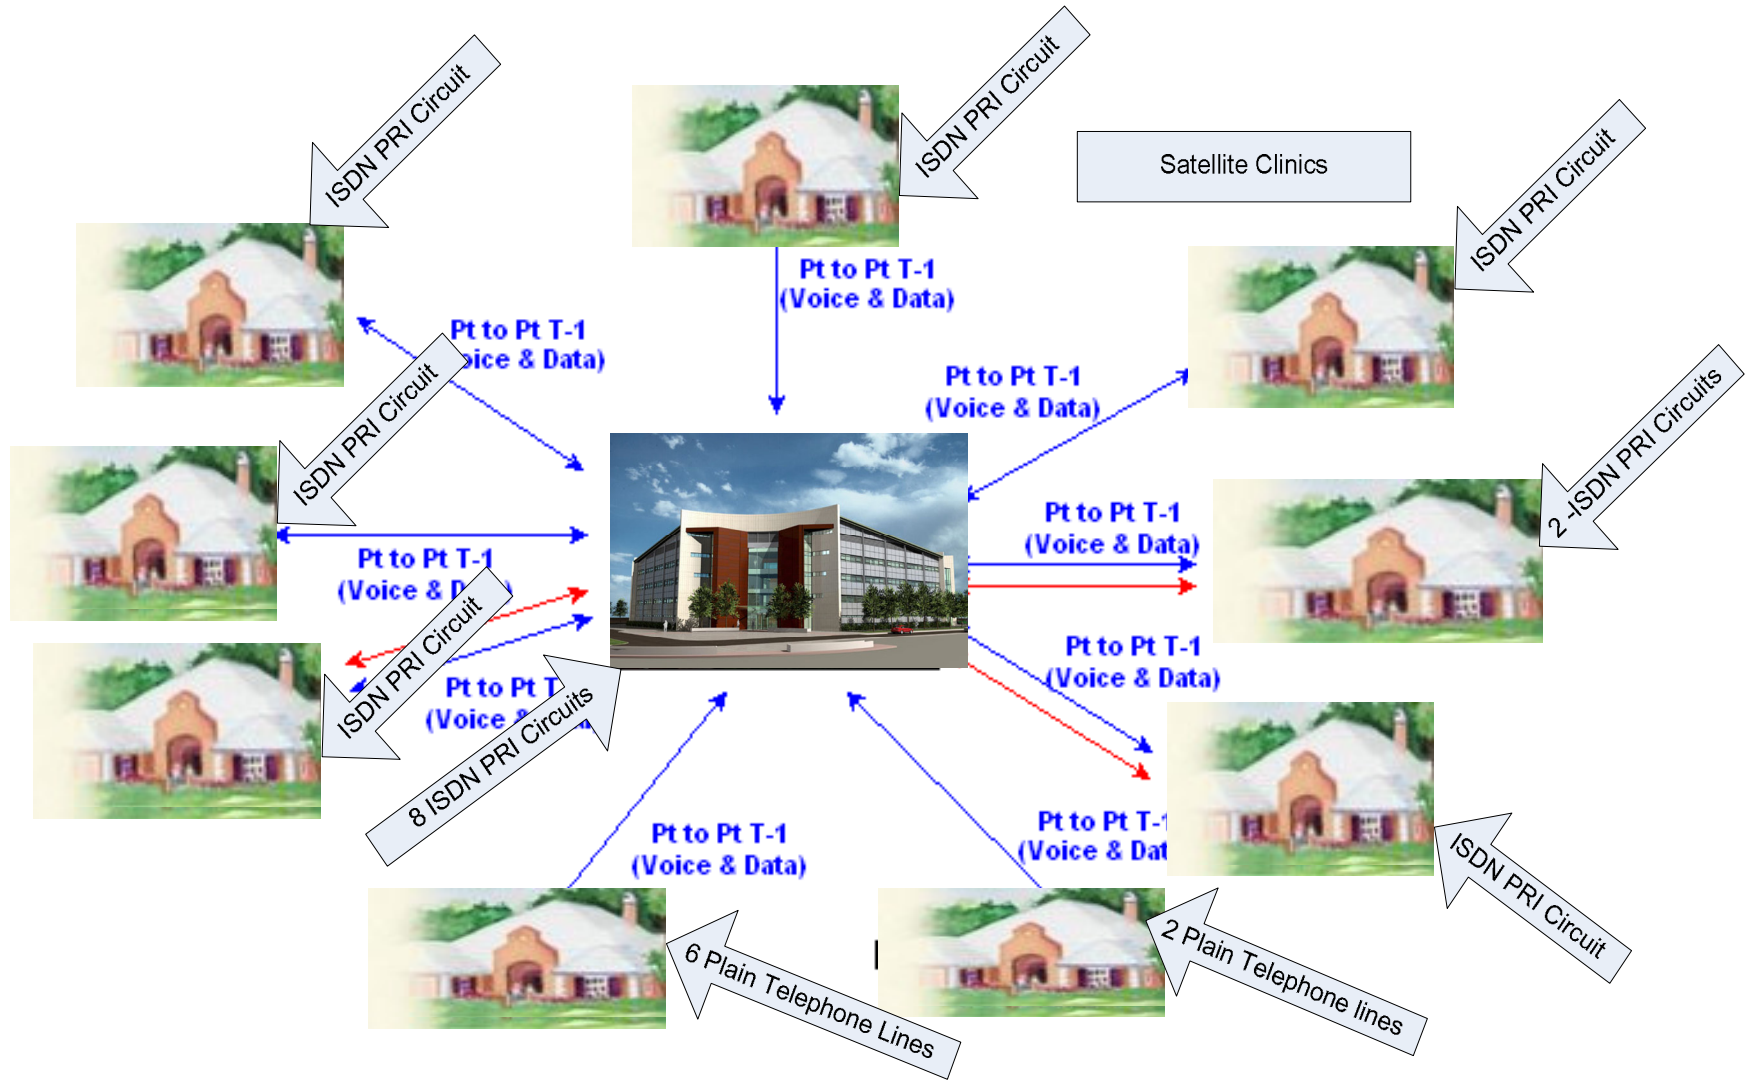 ISDN PRI Circuit
ISDN PRI Circuit
Satellite Clinics
ISDN PRI Circuit
Pt to Pt T-1
(Voice & Data)
Pt to Pt T-1
oice & Data)
ISDN PRI Circuit
Pt to Pt T-1
(Voice & Data)
2 -ISDN PRI Circuits
Pt to Pt T-1
(Voice & Data)
Pt to Pt T-1
(Voice & D
ISDN PRI Circuit
Pt to Pt T-1
(Voice & Data)
Pt to Pt T
(Voice &
8 ISDN PRI Circuits
Pt to Pt T-1
(Voice & Data)
Pt to Pt T-1
(Voice & Dat
ISDN PRI Circuit
6 Plain Telephone Lines
2 Plain Telephone lines